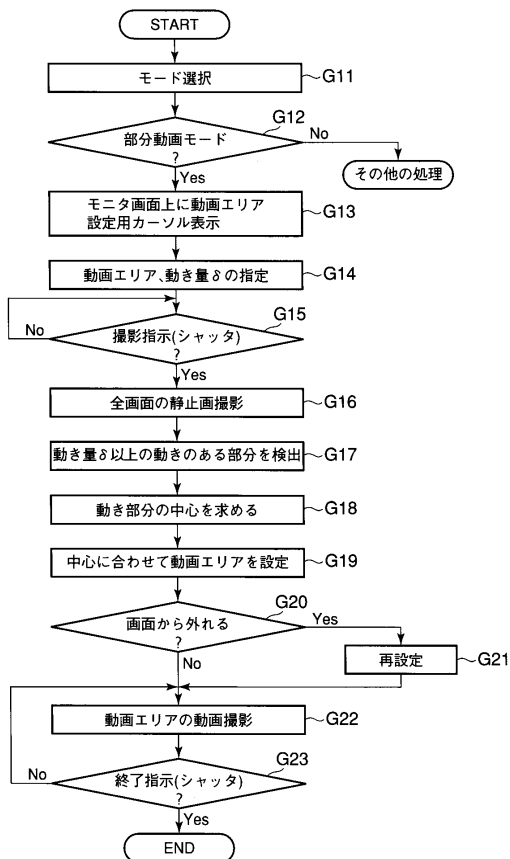 START
モード選択
G11
G12
部分動画モード
?
No
その他の処理
Yes
モニタ画面上に動画エリア
設定用カーソル表示
G13
動画エリア、動き量δの指定
G14
G15
撮影指示(シャッタ)
?
No
Yes
全画面の静止画撮影
G16
動き量δ以上の動きのある部分を検出
G17
動き部分の中心を求める
G18
中心に合わせて動画エリアを設定
G19
G20
画面から外れる
?
Yes
再設定
G21
No
動画エリアの動画撮影
G22
G23
終了指示(シャッタ)
?
No
Yes
END